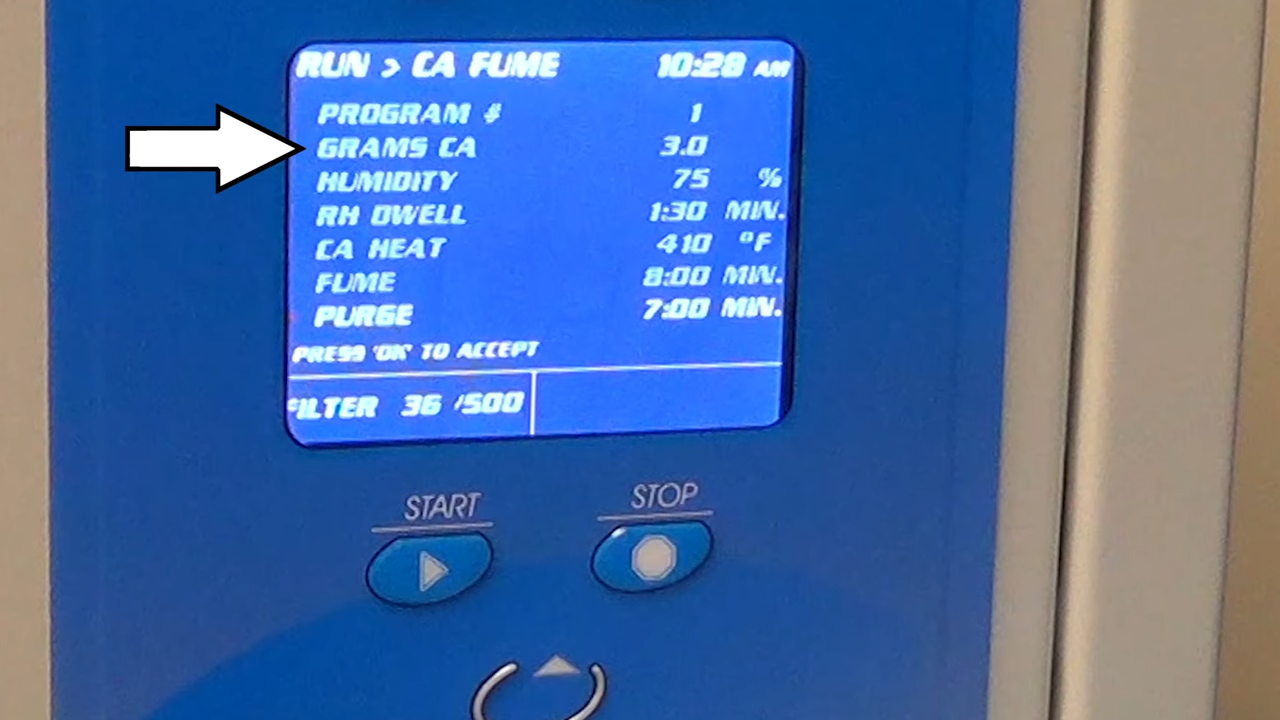 RUN > CA FUME 10:28 AM
PROGRAM # 1
GRAMS CA 3.0
HUMIDITY 75 %
RH DWELL 1:30 MIN.
CA HEAT 410 °F
FUME 8:00 MIN.
PURGE 7:00 MIN.
PRESS 'OK' TO ACCEPT
FILTER 36 /500
START STOP